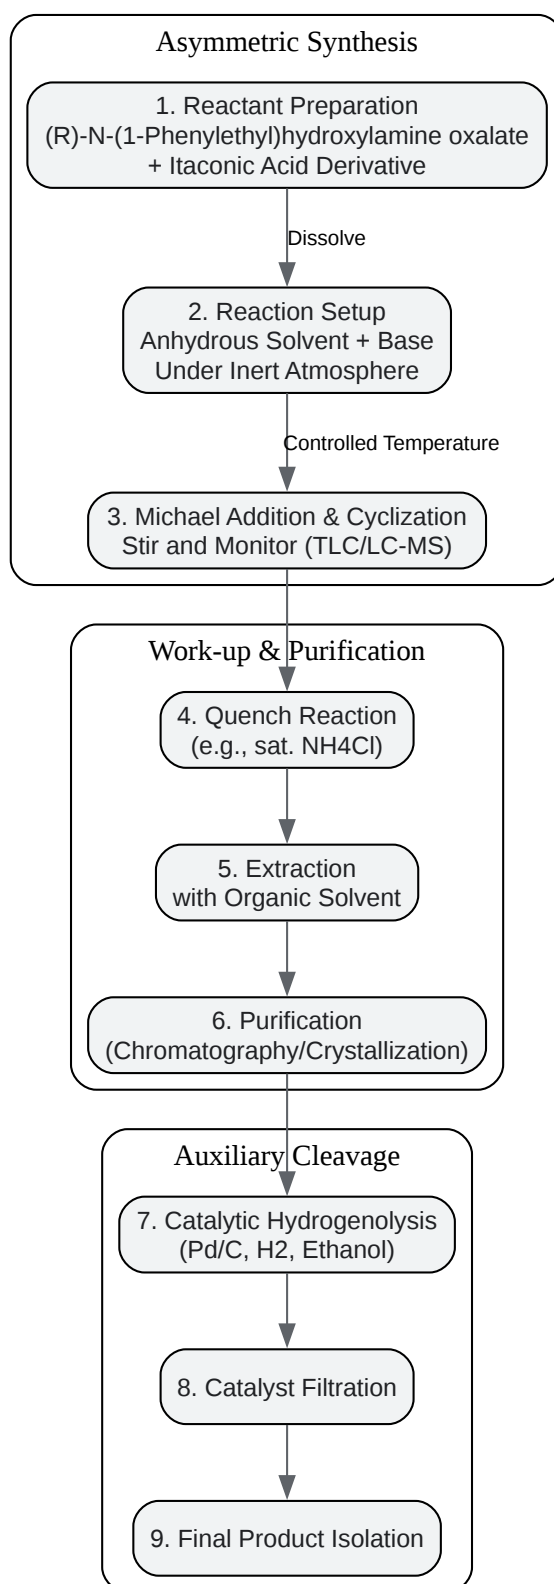 Asymmetric Synthesis
1. Reactant Preparation
(R)-N-(1-Phenylethyl)hydroxylamine oxalate
+ Itaconic Acid Derivative
Dissolve
2. Reaction Setup
Anhydrous Solvent + Base
Under Inert Atmosphere
Controlled Temperature
3. Michael Addition & Cyclization
Stir and Monitor (TLC/LC-MS)
Work-up & Purification
4. Quench Reaction
(e.g., sat. NH4Cl)
5. Extraction
with Organic Solvent
6. Purification
(Chromatography/Crystallization)
Auxiliary Cleavage
7. Catalytic Hydrogenolysis
(Pd/C, H2, Ethanol)
8. Catalyst Filtration
9. Final Product Isolation